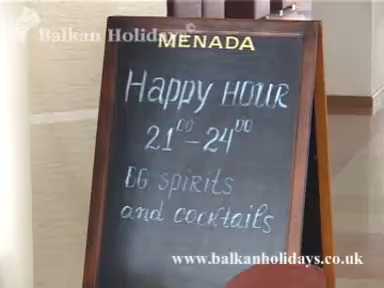 Balkan Holidays©
MENADA
Happy HOUR
21⁰⁰ - 24⁰⁰
BG spirits
and cocktails
www.balkanholidays.co.uk